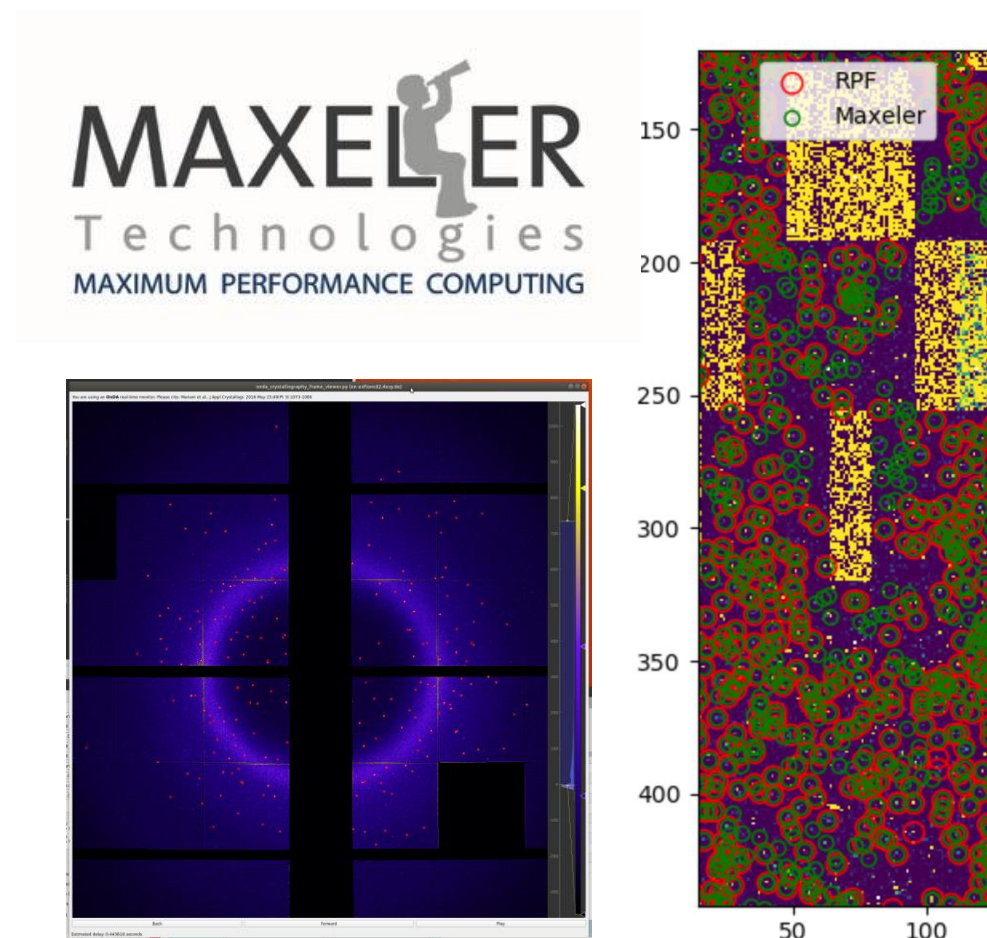 MAXELER
Technologies
MAXIMUM PERFORMANCE COMPUTING
RPF
Maxeler
150
200
250
300
350
400
50
100
Back
Forward
Play